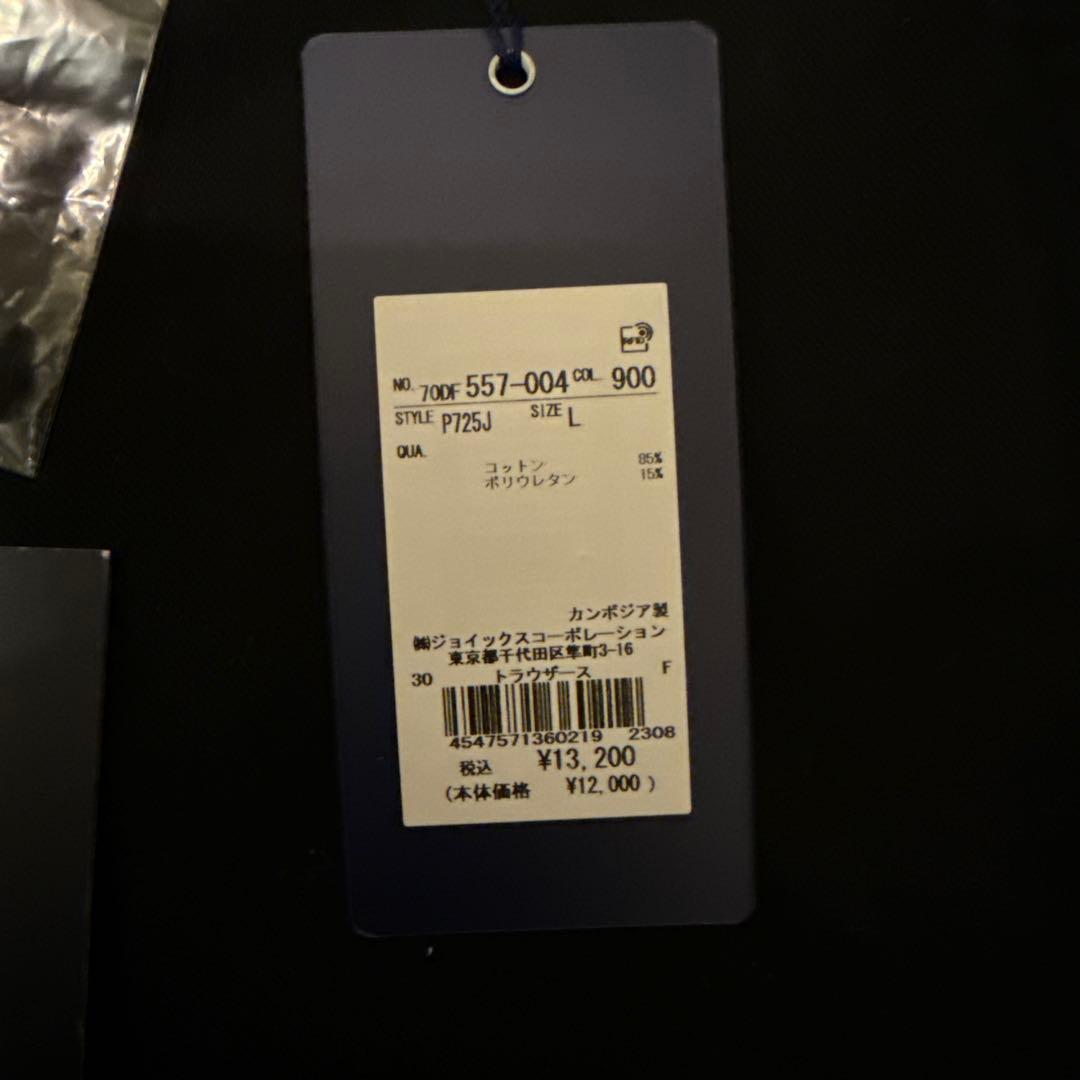 RFID
NO. 70DF 557-004 COL 900
STYLE P725J SIZE L
QUA.
コットン 85%
ポリウレタン 15%
カンボジア製
㈱ジョイックスコーポレーション
東京都千代田区隼町3-16
30 トラウザース F
4547571360219 2308
税込 ¥13,200
(本体価格 ¥12,000)